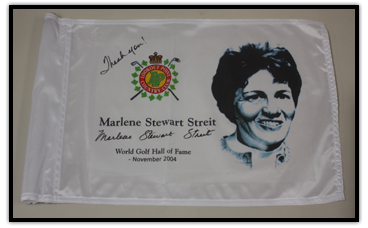 Thank you!
Marlene Stewart Streit
Marlene Stewart Streit
World Golf Hall of Fame
- November 2004